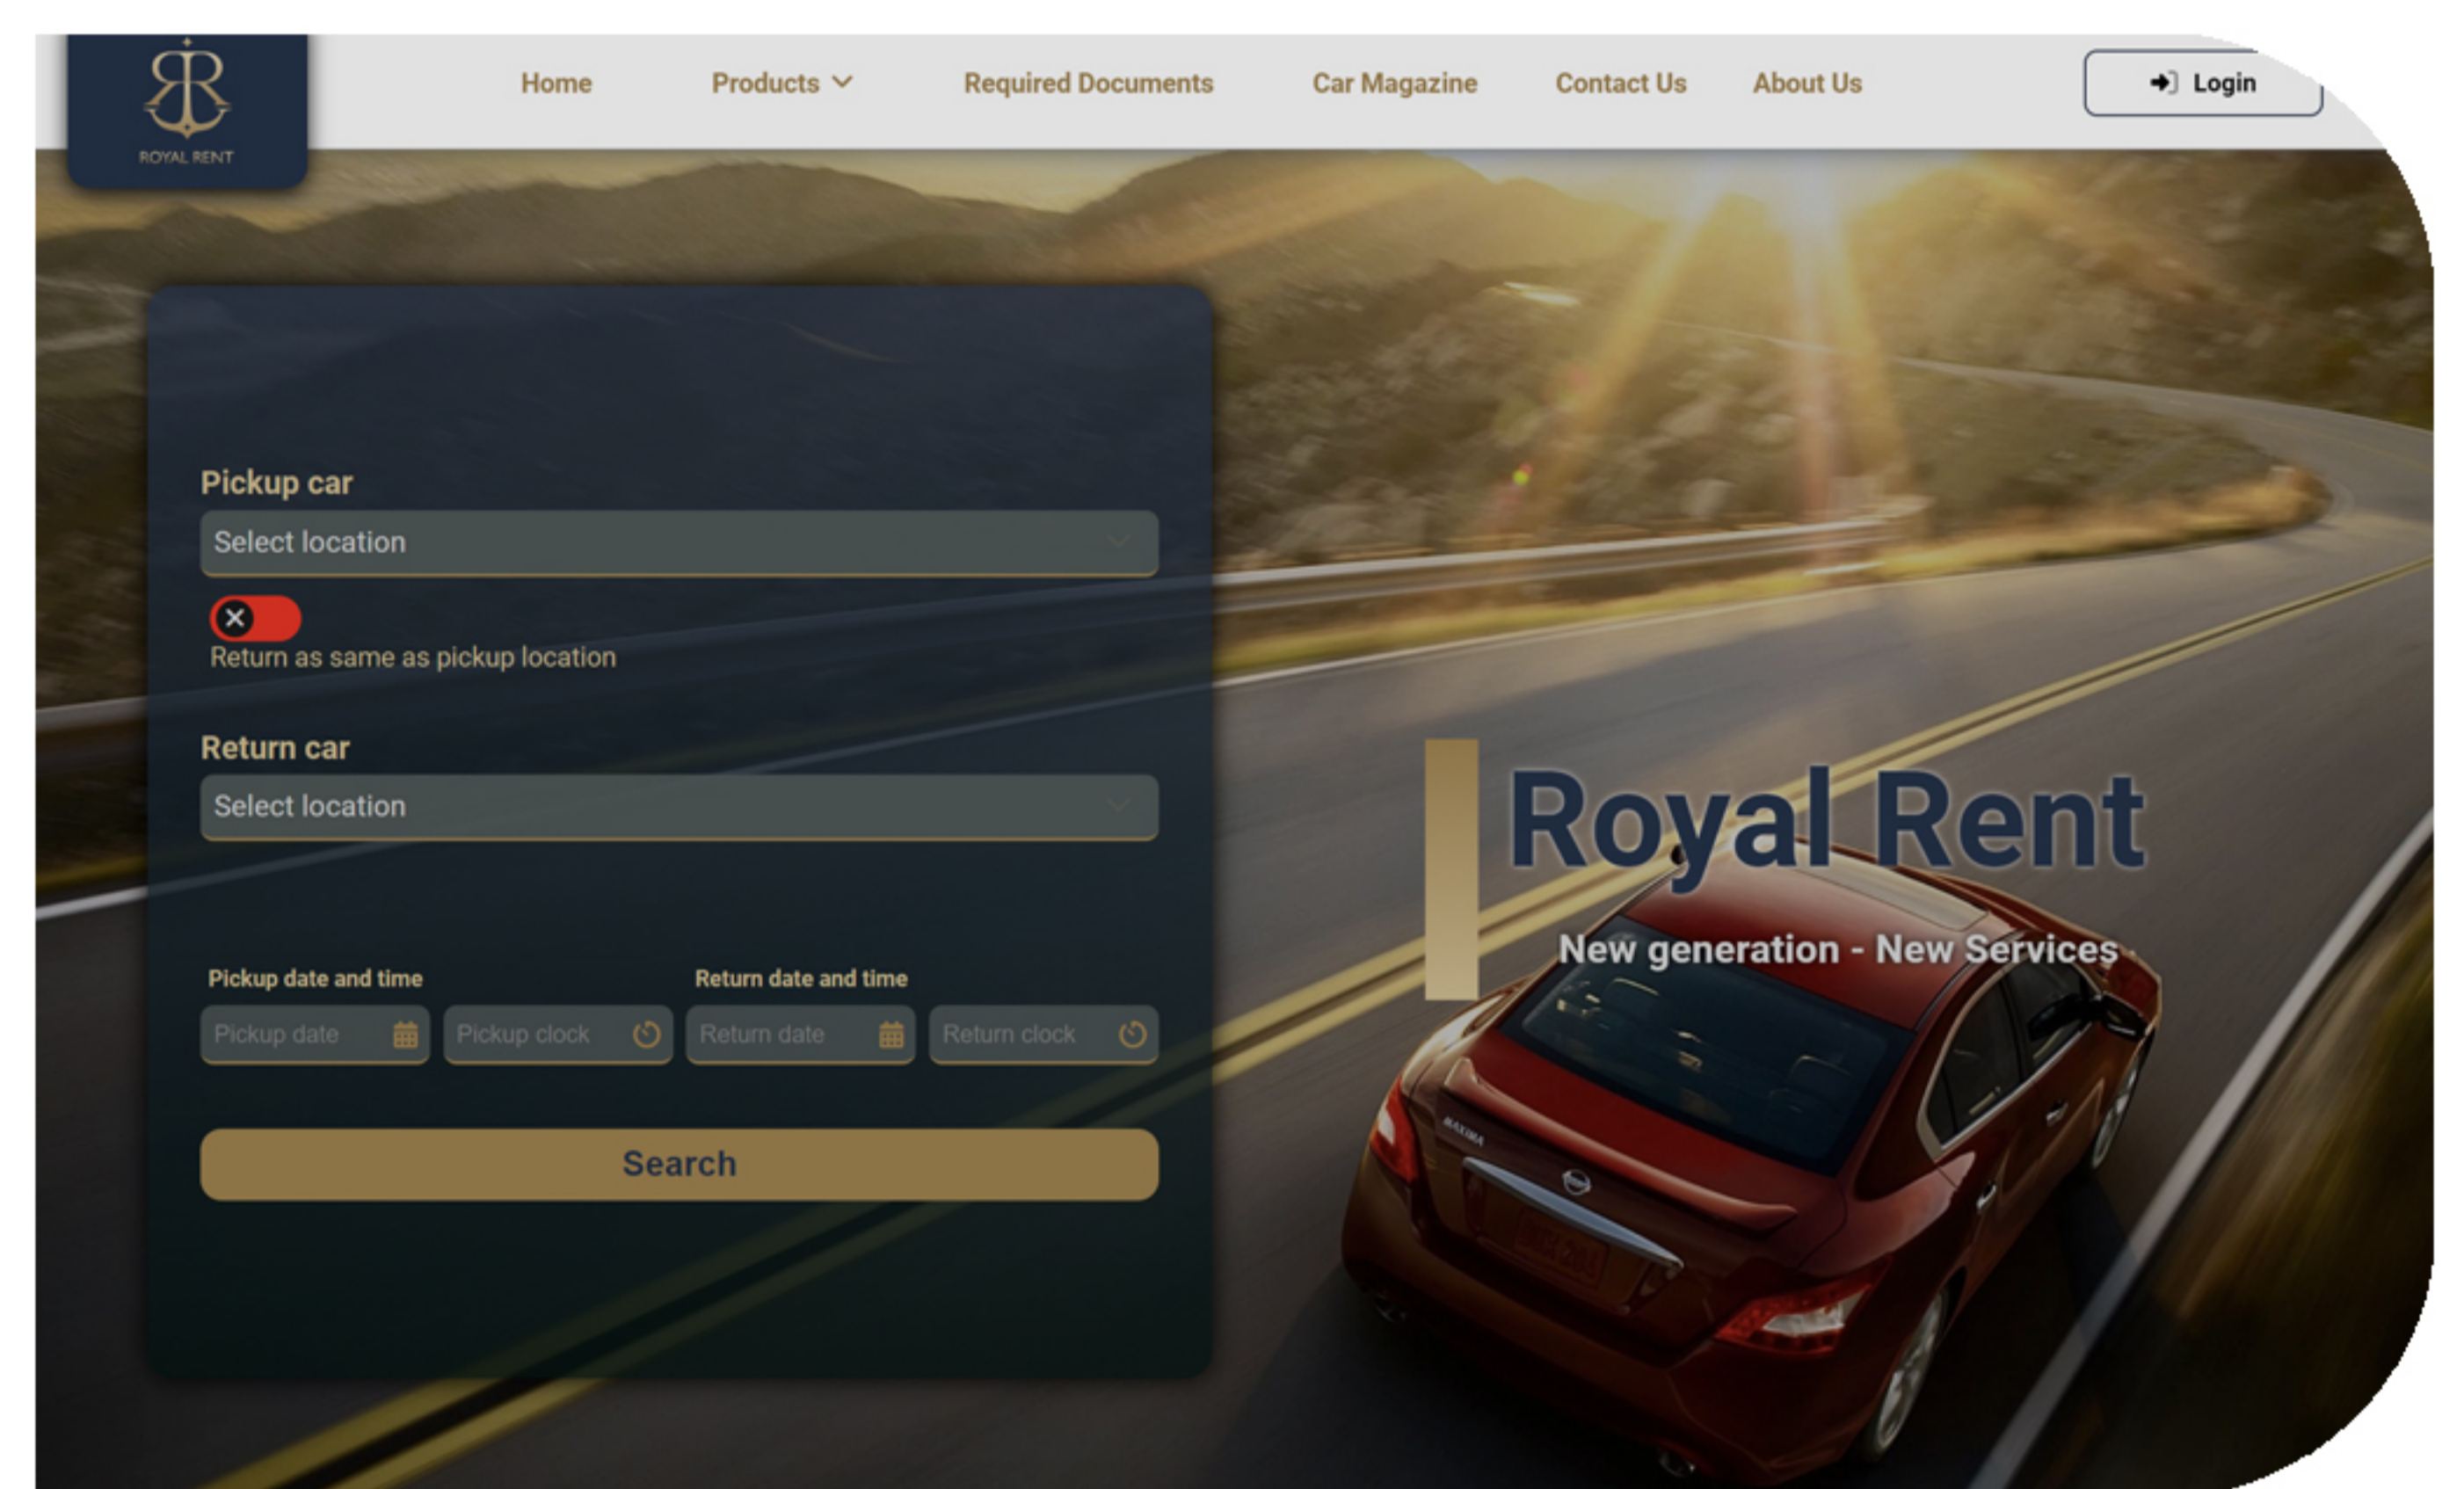 ROYAL RENT
Home
Products
Required Documents
Car Magazine
Contact Us
About Us
Login
Pickup car
Select location
Return as same as pickup location
Return car
Select location
Pickup date and time
Return date and time
Pickup date
Pickup clock
Return date
Return clock
Search
Royal Rent
New generation - New Services
MAXIMA